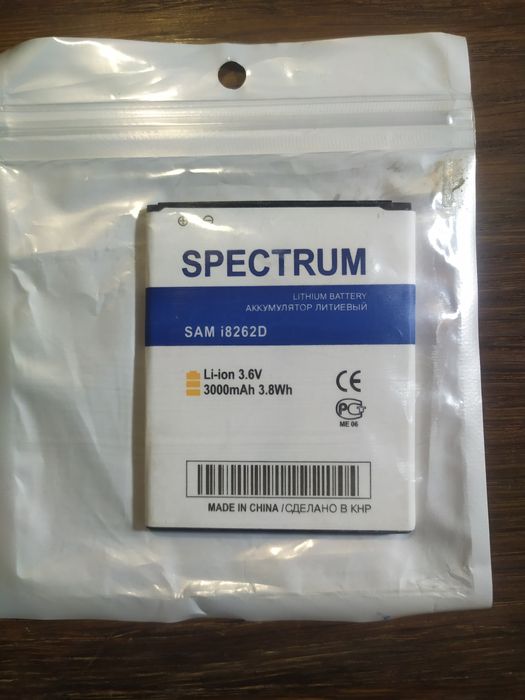 SPECTRUM
LITHIUM BATTERY
АККУМУЛЯТОР ЛИТИЕВЫЙ
SAM i8262D
Li-ion 3.6V
3000mAh 3.8Wh
CE
РСТ
ME 06
MADE IN CHINA /СДЕЛАНО В КНР